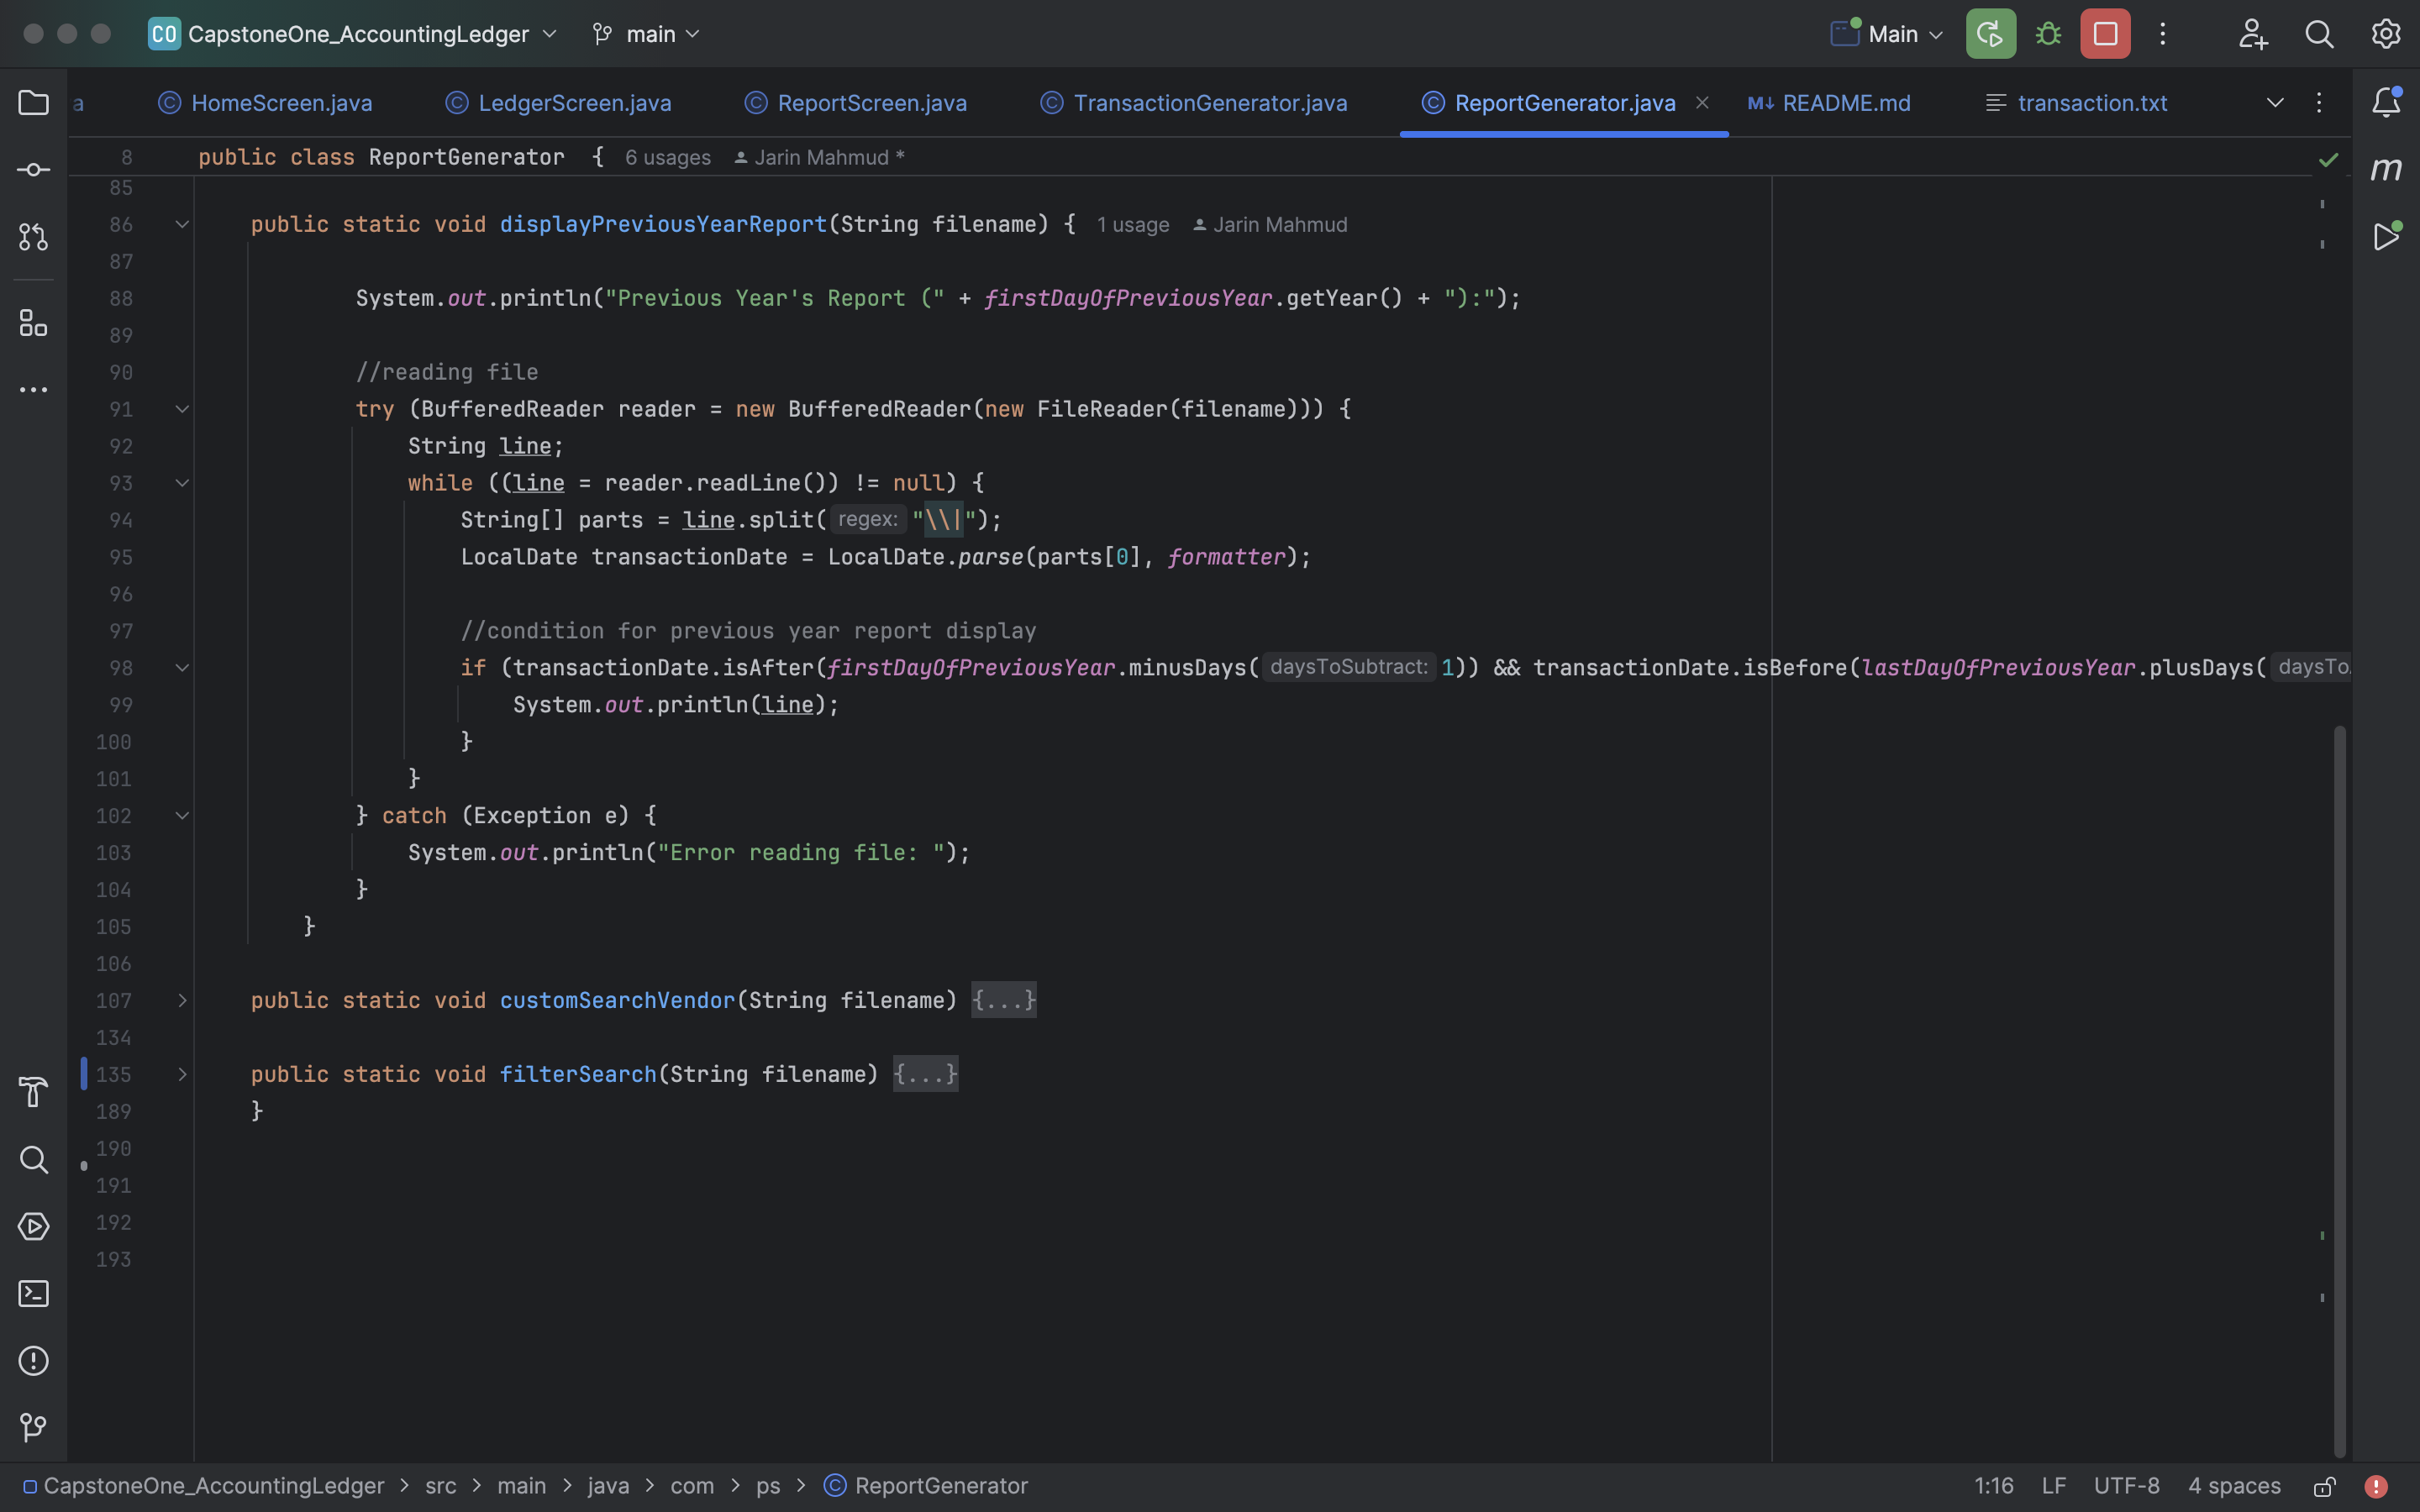 CO CapstoneOne_AccountingLedger main Main
a HomeScreen.java LedgerScreen.java ReportScreen.java TransactionGenerator.java ReportGenerator.java M↓ README.md transaction.txt
8 public class ReportGenerator { 6 usages Jarin Mahmud *
85
86 public static void displayPreviousYearReport(String filename) { 1 usage Jarin Mahmud
87
88 System.out.println("Previous Year's Report (" + firstDayOfPreviousYear.getYear() + "):");
89
90 //reading file
91 try (BufferedReader reader = new BufferedReader(new FileReader(filename))) {
92 String line;
93 while ((line = reader.readLine()) != null) {
94 String[] parts = line.split( regex: "\\|");
95 LocalDate transactionDate = LocalDate.parse(parts[0], formatter);
96
97 //condition for previous year report display
98 if (transactionDate.isAfter(firstDayOfPreviousYear.minusDays( daysToSubtract: 1)) && transactionDate.isBefore(lastDayOfPreviousYear.plusDays( daysTo
99 System.out.println(line);
100 }
101 }
102 } catch (Exception e) {
103 System.out.println("Error reading file: ");
104 }
105 }
106
107 public static void customSearchVendor(String filename) {...}
134
135 public static void filterSearch(String filename) {...}
189 }
190
191
192
193
CapstoneOne_AccountingLedger > src > main > java > com > ps > ReportGenerator 1:16 LF UTF-8 4 spaces